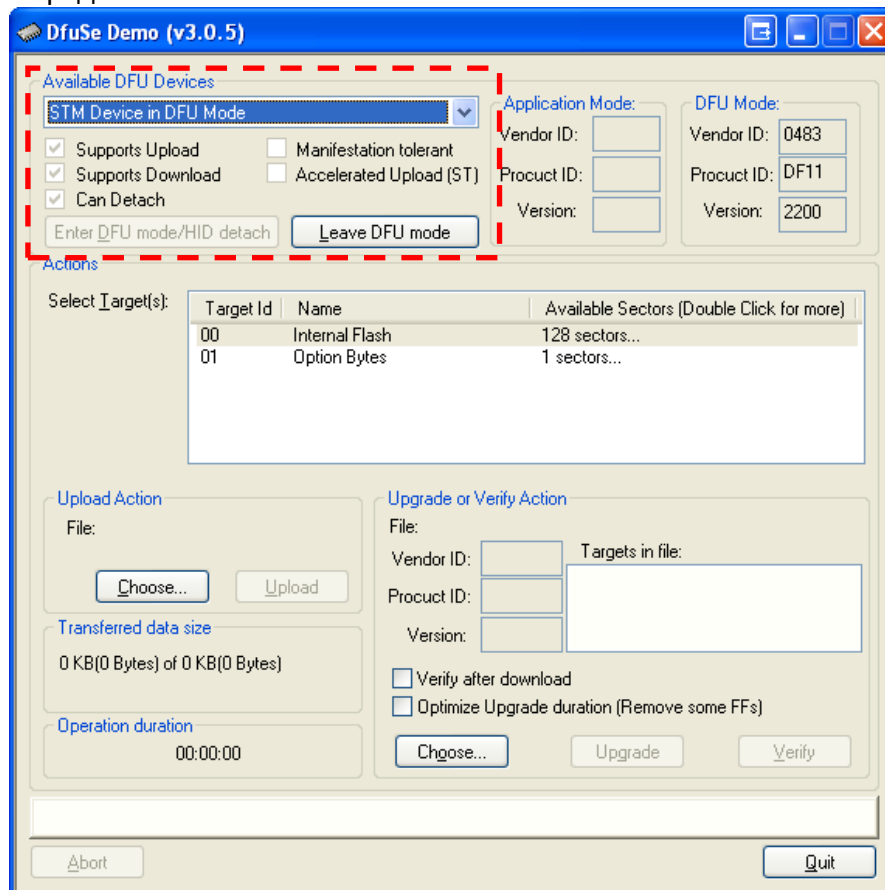 DfuSe Demo (v3.0.5)
Available DFU Devices
STM Device in DFU Mode
Supports Upload
Manifestation tolerant
Supports Download
Accelerated Upload (ST)
Can Detach
Enter DFU mode/HID detach
Leave DFU mode
Application Mode:
Vendor ID:
Procuct ID:
Version:
DFU Mode:
Vendor ID: 0483
Procuct ID: DF11
Version: 2200
Actions
Select Target(s):
Target Id Name Available Sectors (Double Click for more)
00 Internal Flash 128 sectors...
01 Option Bytes 1 sectors...
Upload Action
File:
Choose...
Upload
Transferred data size
0 KB(0 Bytes) of 0 KB(0 Bytes)
Operation duration
00:00:00
Upgrade or Verify Action
File:
Vendor ID:
Procuct ID:
Version:
Targets in file:
Verify after download
Optimize Upgrade duration (Remove some FFs)
Choose...
Upgrade
Verify
Abort
Quit